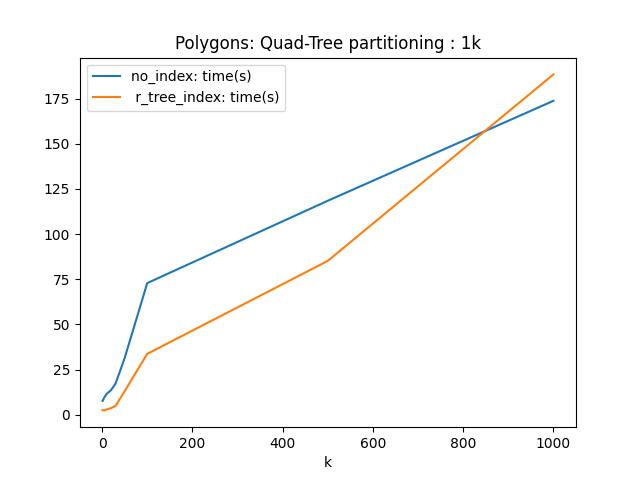 Polygons: Quad-Tree partitioning : 1k
no_index: time(s)
r_tree_index: time(s)
175
150
125
100
75
50
25
0
0 200 400 600 800 1000
k